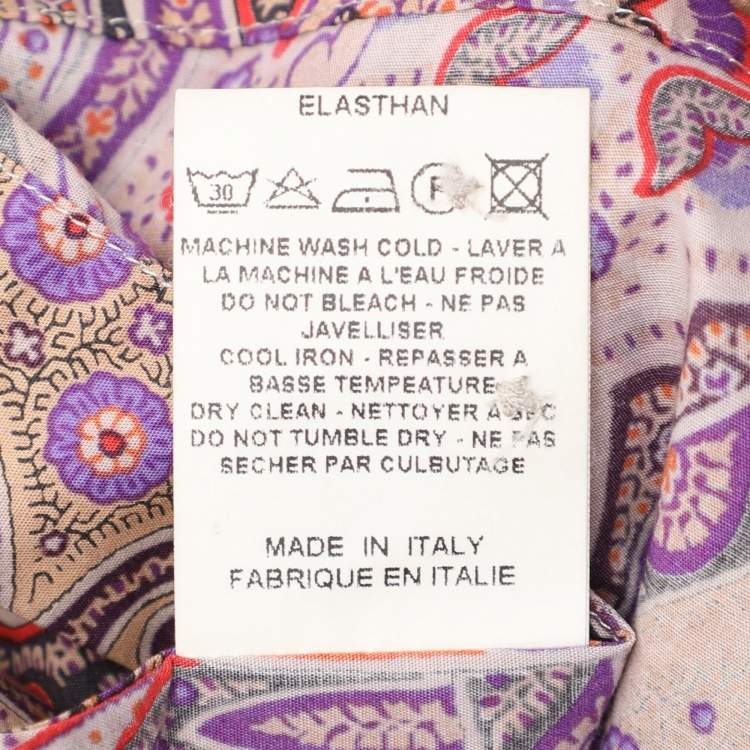 ELASTHAN
30 P
MACHINE WASH COLD - LAVER A
LA MACHINE A L'EAU FROIDE
DO NOT BLEACH - NE PAS
JAVELLISER
COOL IRON - REPASSER A
BASSE TEMPEATURE
DRY CLEAN - NETTOYER A SEC
DO NOT TUMBLE DRY - NE PAS
SECHER PAR CULBUTAGE
MADE IN ITALY
FABRIQUE EN ITALIE